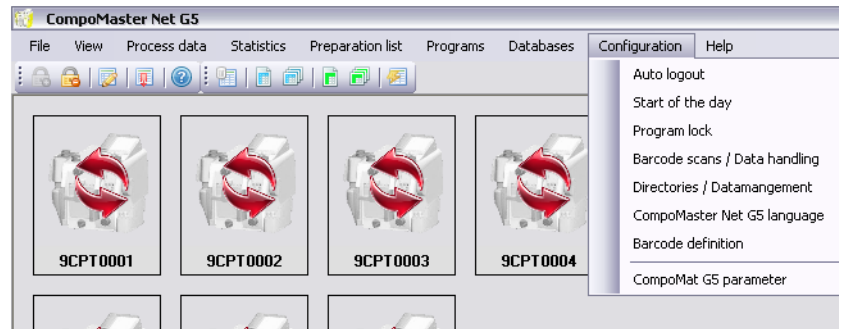 CompoMaster Net G5
File View Process data Statistics Preparation list Programs Databases Configuration Help
Auto logout
Start of the day
Program lock
Barcode scans / Data handling
Directories / Datamangement
CompoMaster Net G5 language
Barcode definition
CompoMat G5 parameter
9CPT0001 9CPT0002 9CPT0003 9CPT0004